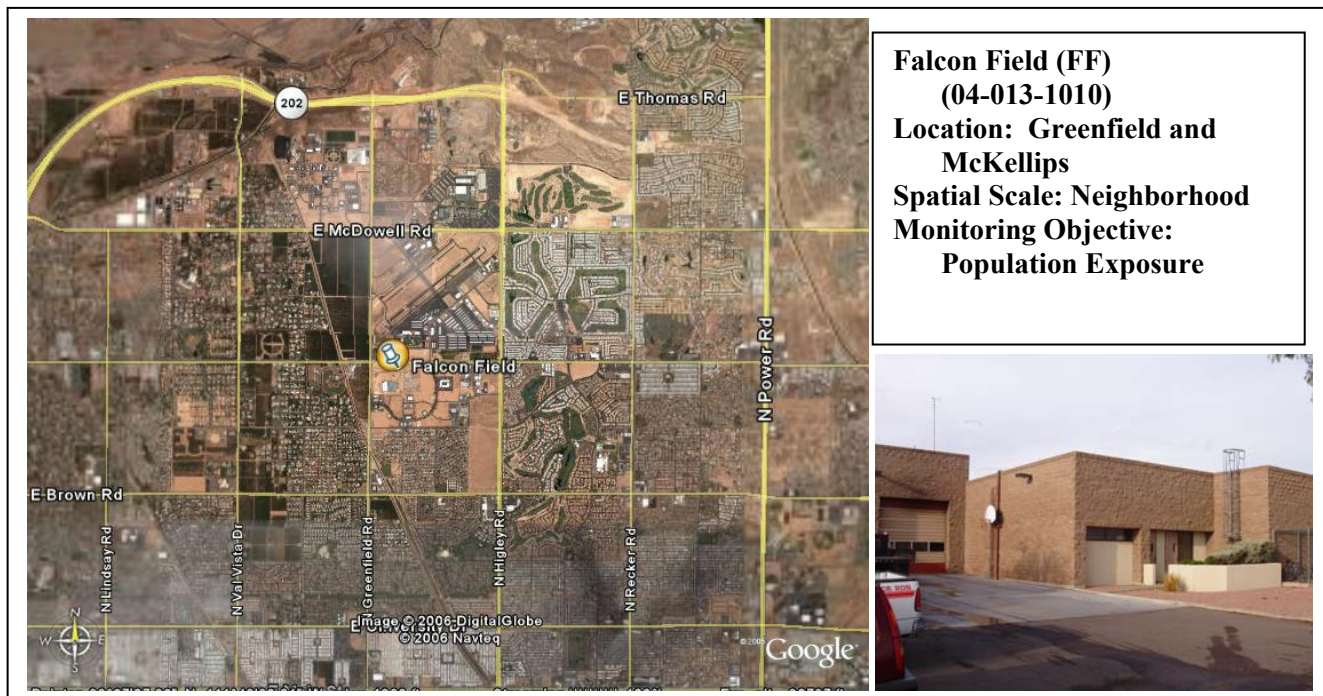 202
E Thomas Rd
E McDowell Rd
Falcon Field
N Power Rd
E Brown Rd
N Lindsay Rd
N Val Vista Dr
N Greenfield Rd
N Higley Rd
N Recker Rd
Image © 2006 DigitalGlobe
© 2006 Navteq
N
W E
S
Google
Falcon Field (FF)
(04-013-1010)
Location: Greenfield and
McKellips
Spatial Scale: Neighborhood
Monitoring Objective:
Population Exposure